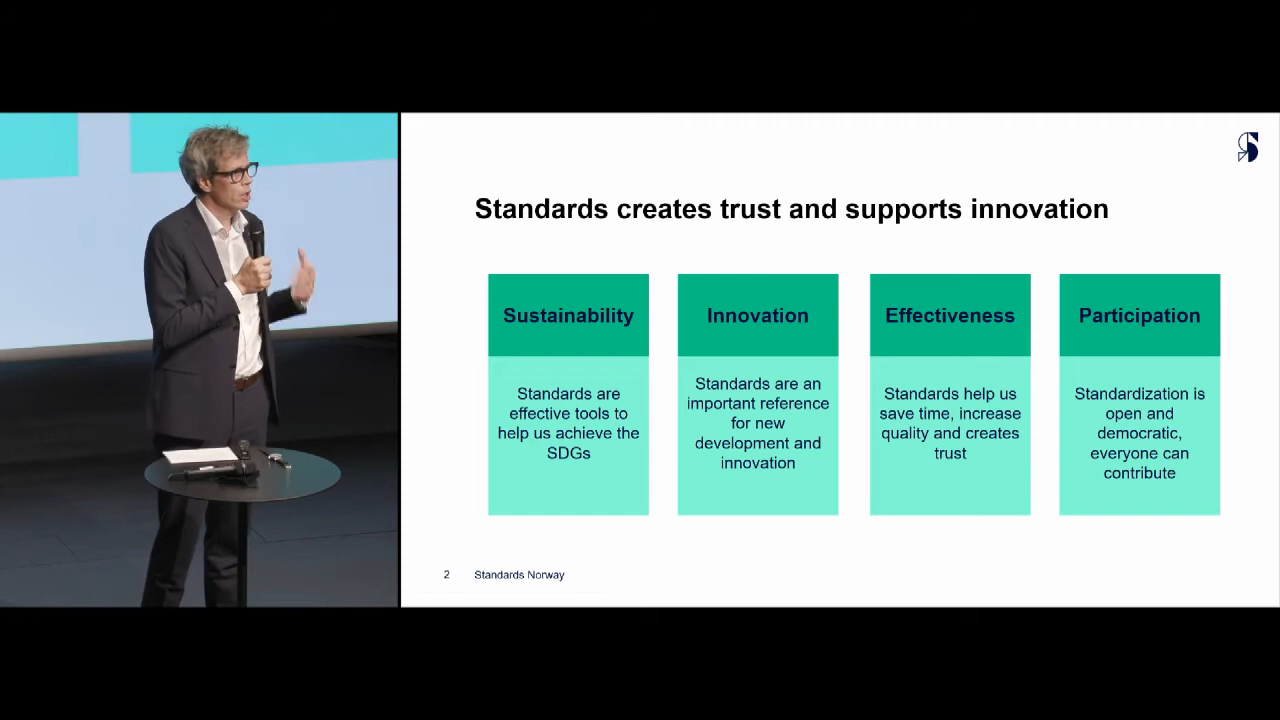 Standards creates trust and supports innovation
Sustainability
Standards are
effective tools to
help us achieve the
SDGs
Innovation
Standards are an
important reference
for new
development and
innovation
Effectiveness
Standards help us
save time, increase
quality and creates
trust
Participation
Standardization is
open and
democratic,
everyone can
contribute
2 Standards Norway